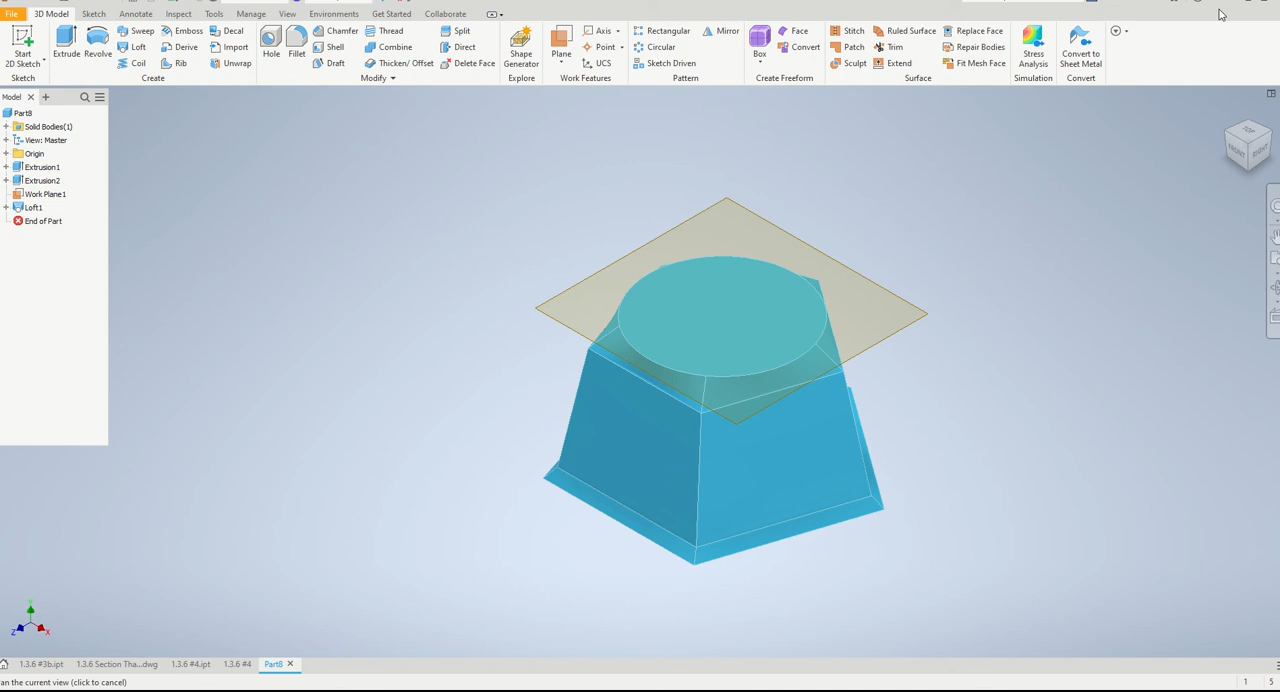 File 3D Model Sketch Annotate Inspect Tools Manage View Environments Get Started Collaborate
Start 2D Sketch Extrude Revolve Sweep Emboss Decal Hole Fillet Chamfer Thread Split Shape Generator Plane Axis Rectangular Mirror Box Face Stitch Ruled Surface Replace Face Stress Analysis Convert to Sheet Metal
Loft Derive Import Shell Combine Direct Point Circular Convert Patch Trim Repair Bodies
Coil Rib Unwrap Draft Thicken/ Offset Delete Face UCS Sketch Driven Sculpt Extend Fit Mesh Face
Sketch Create Modify Explore Work Features Pattern Create Freeform Surface Simulation Convert
Model
Part8
Solid Bodies(1)
View: Master
Origin
Extrusion1
Extrusion2
Work Plane1
Loft1
End of Part
TOP
FRONT RIGHT
Y
Z X
1.3.6 #3b.ipt 1.3.6 Section Tha...dwg 1.3.6 #4.ipt 1.3.6 #4 Part8
an the current view (click to cancel) 1 5